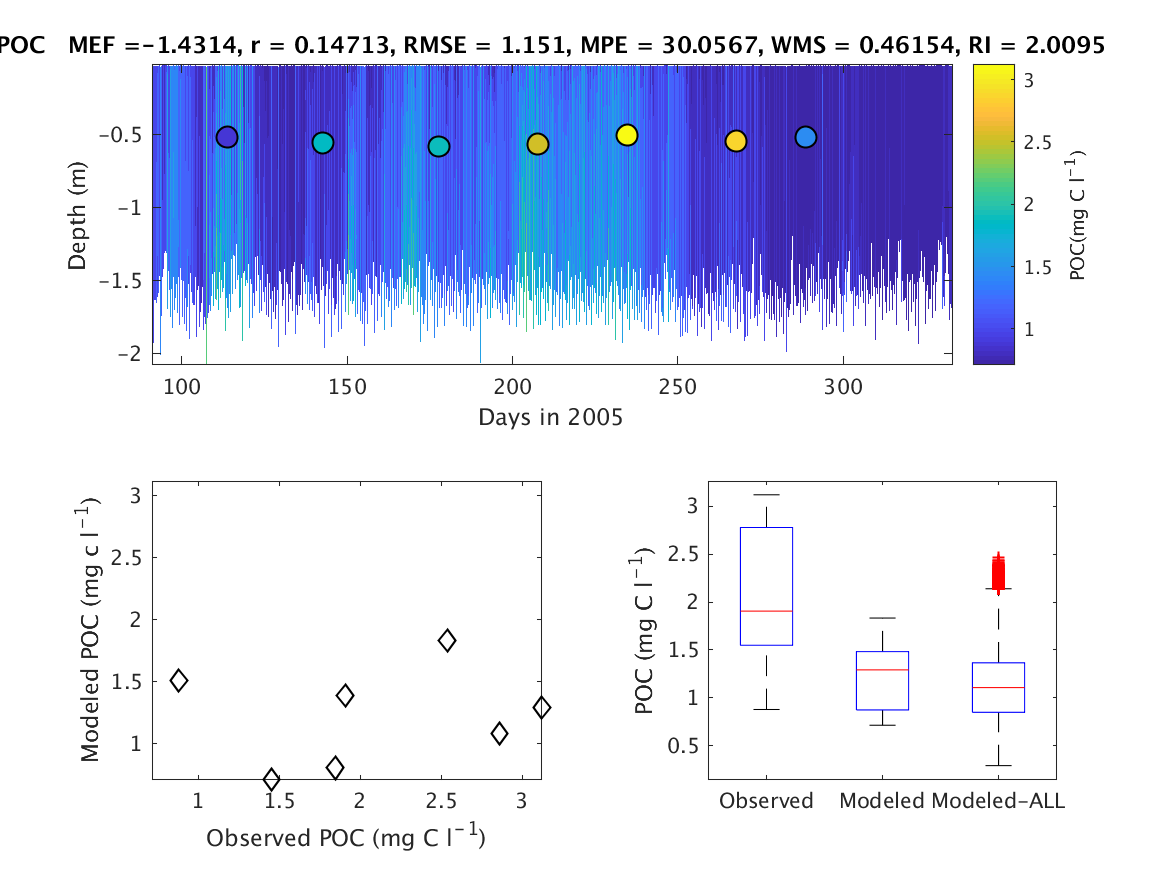 POC MEF =-1.4314, r = 0.14713, RMSE = 1.151, MPE = 30.0567, WMS = 0.46154, RI = 2.0095
-0.5
-1
-1.5
-2
Depth (m)
100 150 200 250 300
Days in 2005
3
2.5
2
1.5
1
POC(mg C l⁻¹)
3
2.5
2
1.5
1
Modeled POC (mg c l⁻¹)
1 1.5 2 2.5 3
Observed POC (mg C l⁻¹)
3
2.5
2
1.5
1
0.5
POC (mg C l⁻¹)
Observed Modeled Modeled-ALL